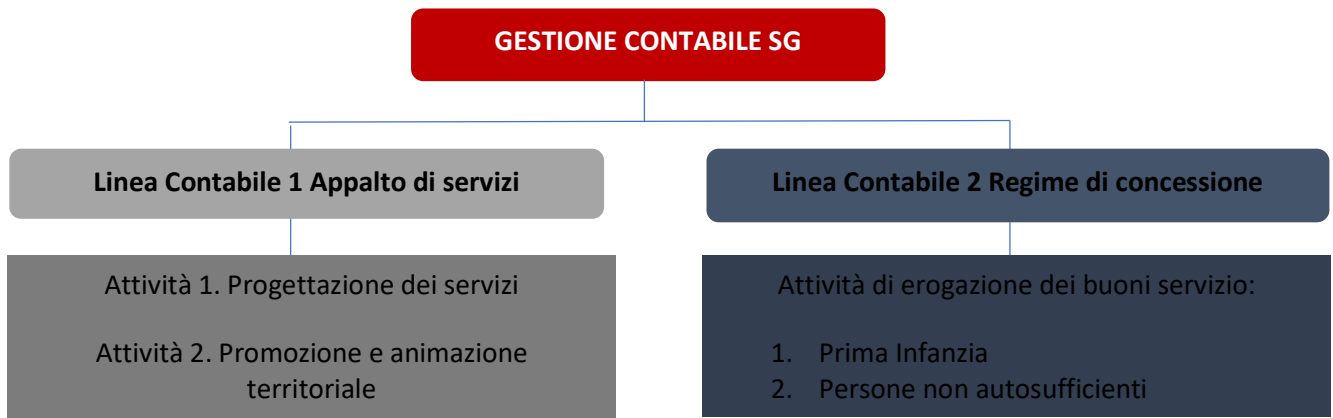 GESTIONE CONTABILE SG
Linea Contabile 1 Appalto di servizi
Linea Contabile 2 Regime di concessione
Attività 1. Progettazione dei servizi
Attività 2. Promozione e animazione
territoriale
Attività di erogazione dei buoni servizio:
1. Prima Infanzia
2. Persone non autosufficienti